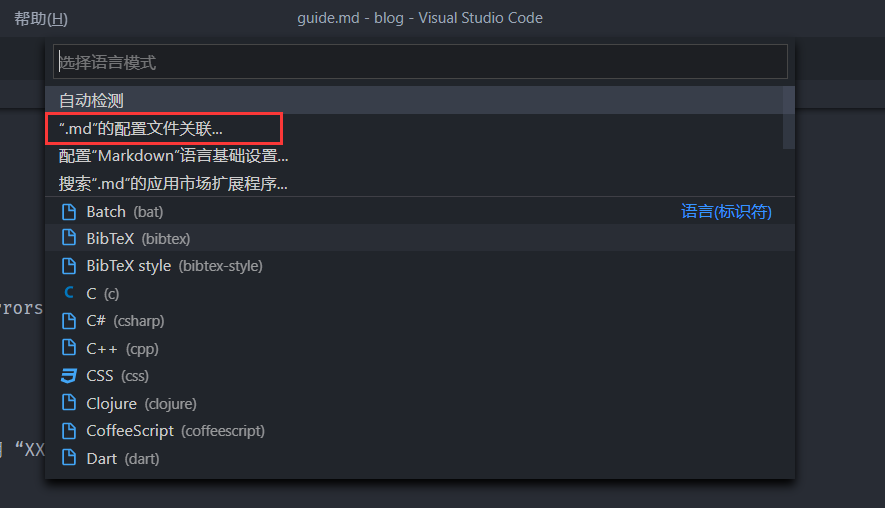 帮助(H)
guide.md - blog - Visual Studio Code
选择语言模式
自动检测
“.md”的配置文件关联...
配置“Markdown”语言基础设置...
搜索“.md”的应用市场扩展程序...
Batch (bat) 语言(标识符)
BibTeX (bibtex)
BibTeX style (bibtex-style)
C (c)
rrors
C# (csharp)
C++ (cpp)
CSS (css)
Clojure (clojure)
CoffeeScript (coffeescript)
“XX
Dart (dart)